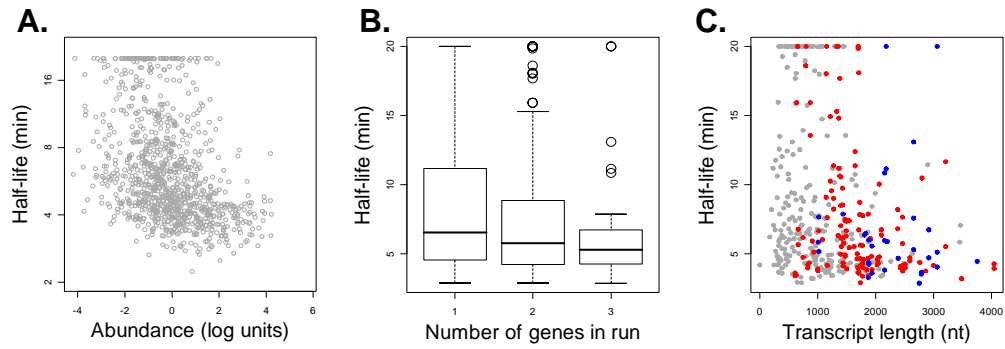 A.
Half-life (min)
16
8
4
2
-4
-2
0
2
4
6
Abundance (log units)
B.
Half-life (min)
20
15
10
5
1
2
3
Number of genes in run
C.
Half-life (min)
20
15
10
5
0
1000
2000
3000
4000
Transcript length (nt)